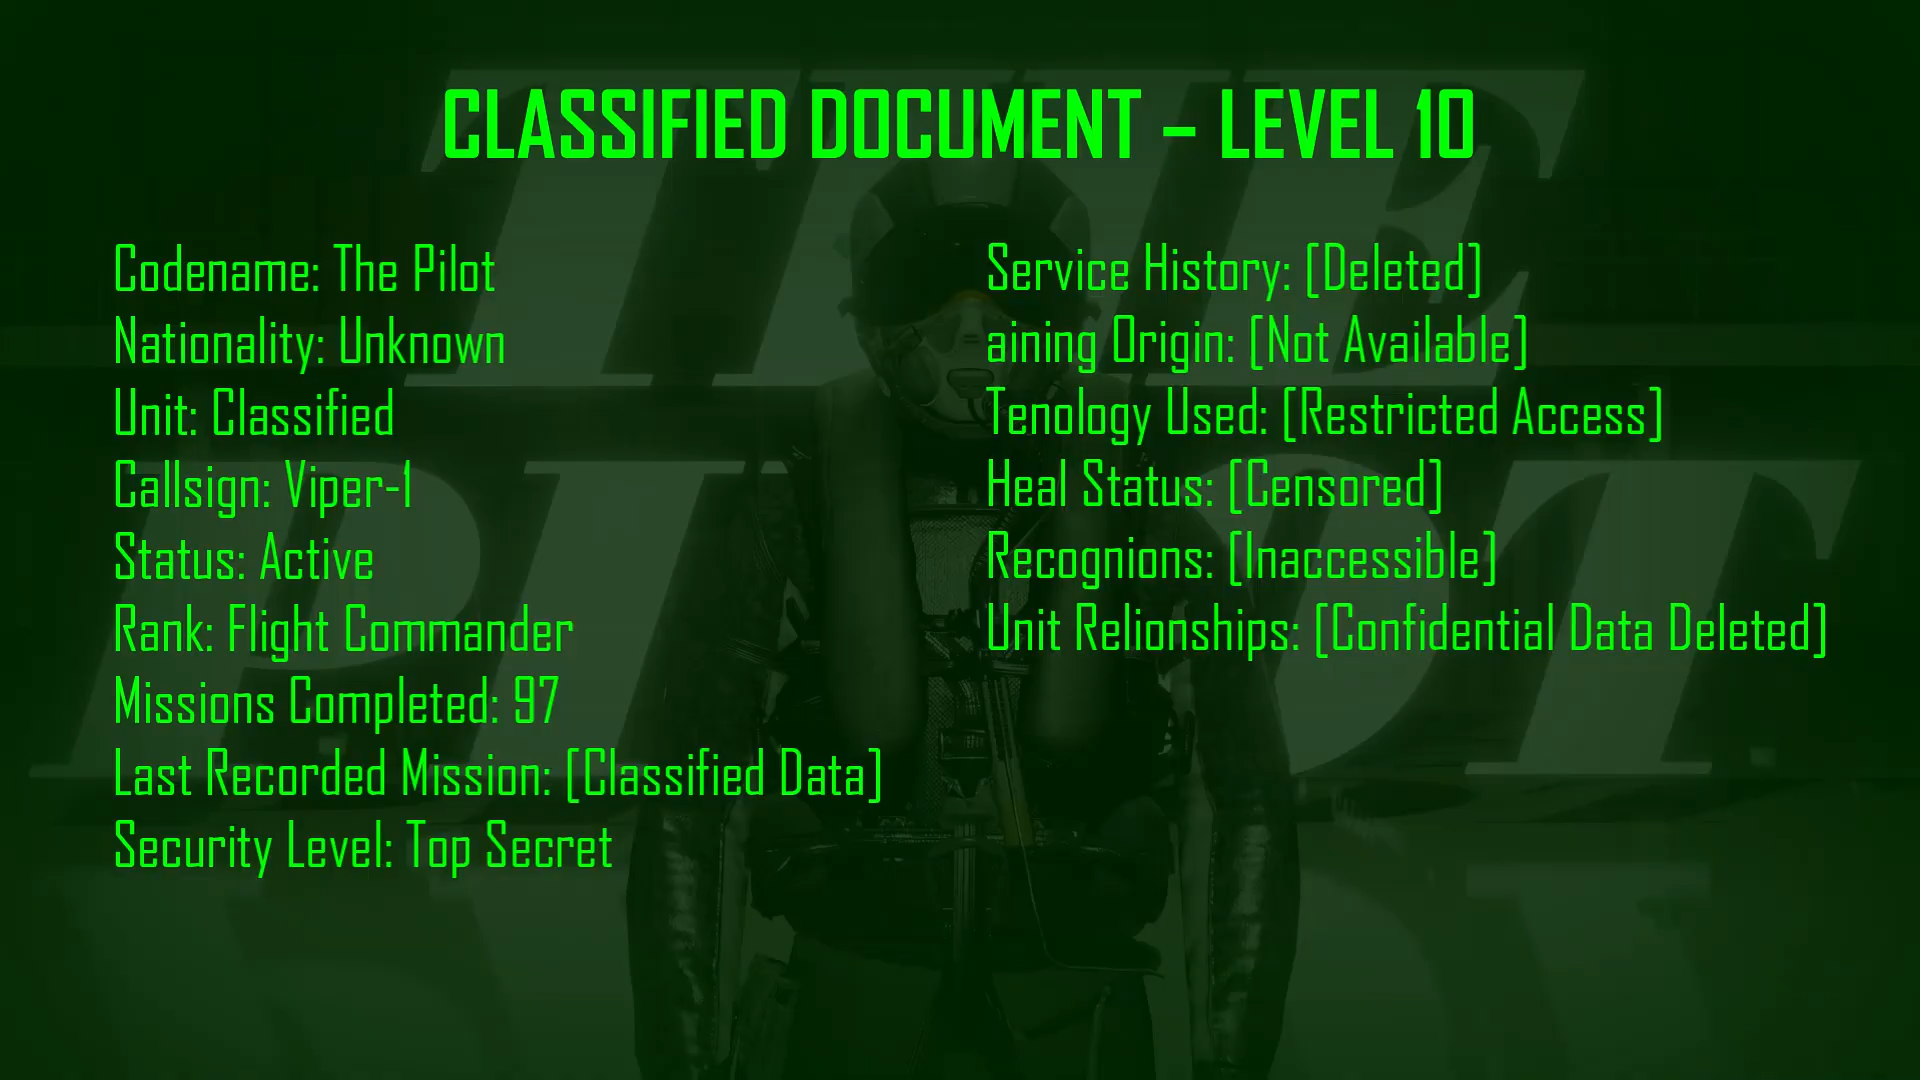 THE
PILOT
CLASSIFIED DOCUMENT – LEVEL 10
Codename: The Pilot
Nationality: Unknown
Unit: Classified
Callsign: Viper-1
Status: Active
Rank: Flight Commander
Missions Completed: 97
Last Recorded Mission: [Classified Data]
Security Level: Top Secret
Service History: [Deleted]
aining Origin: [Not Available]
Tenology Used: [Restricted Access]
Heal Status: [Censored]
Recognions: [Inaccessible]
Unit Relionships: [Confidential Data Deleted]